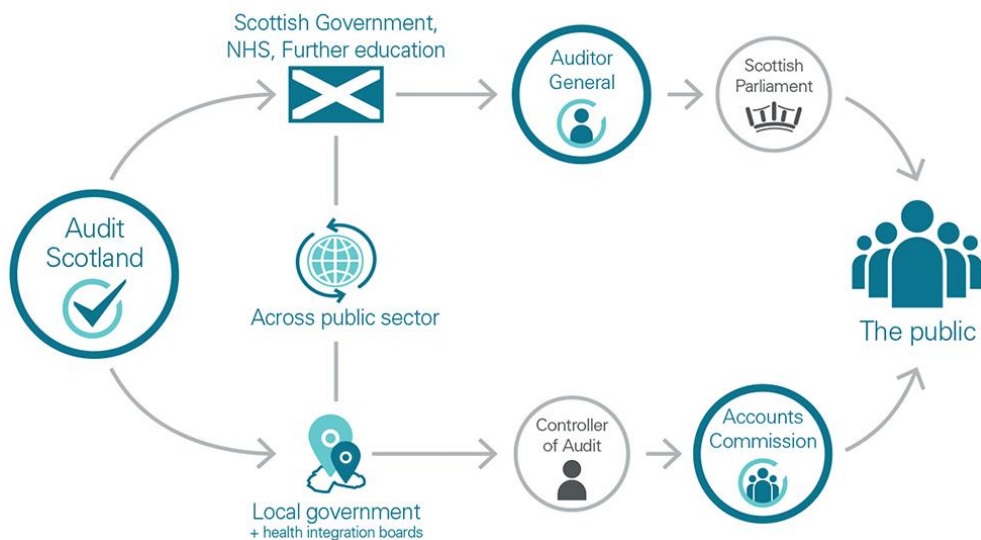 Scottish Government,
NHS, Further education
Auditor
General
Scottish
Parliament
Audit
Scotland
Across public sector
The public
Local government
+ health integration boards
Controller
of Audit
Accounts
Commission